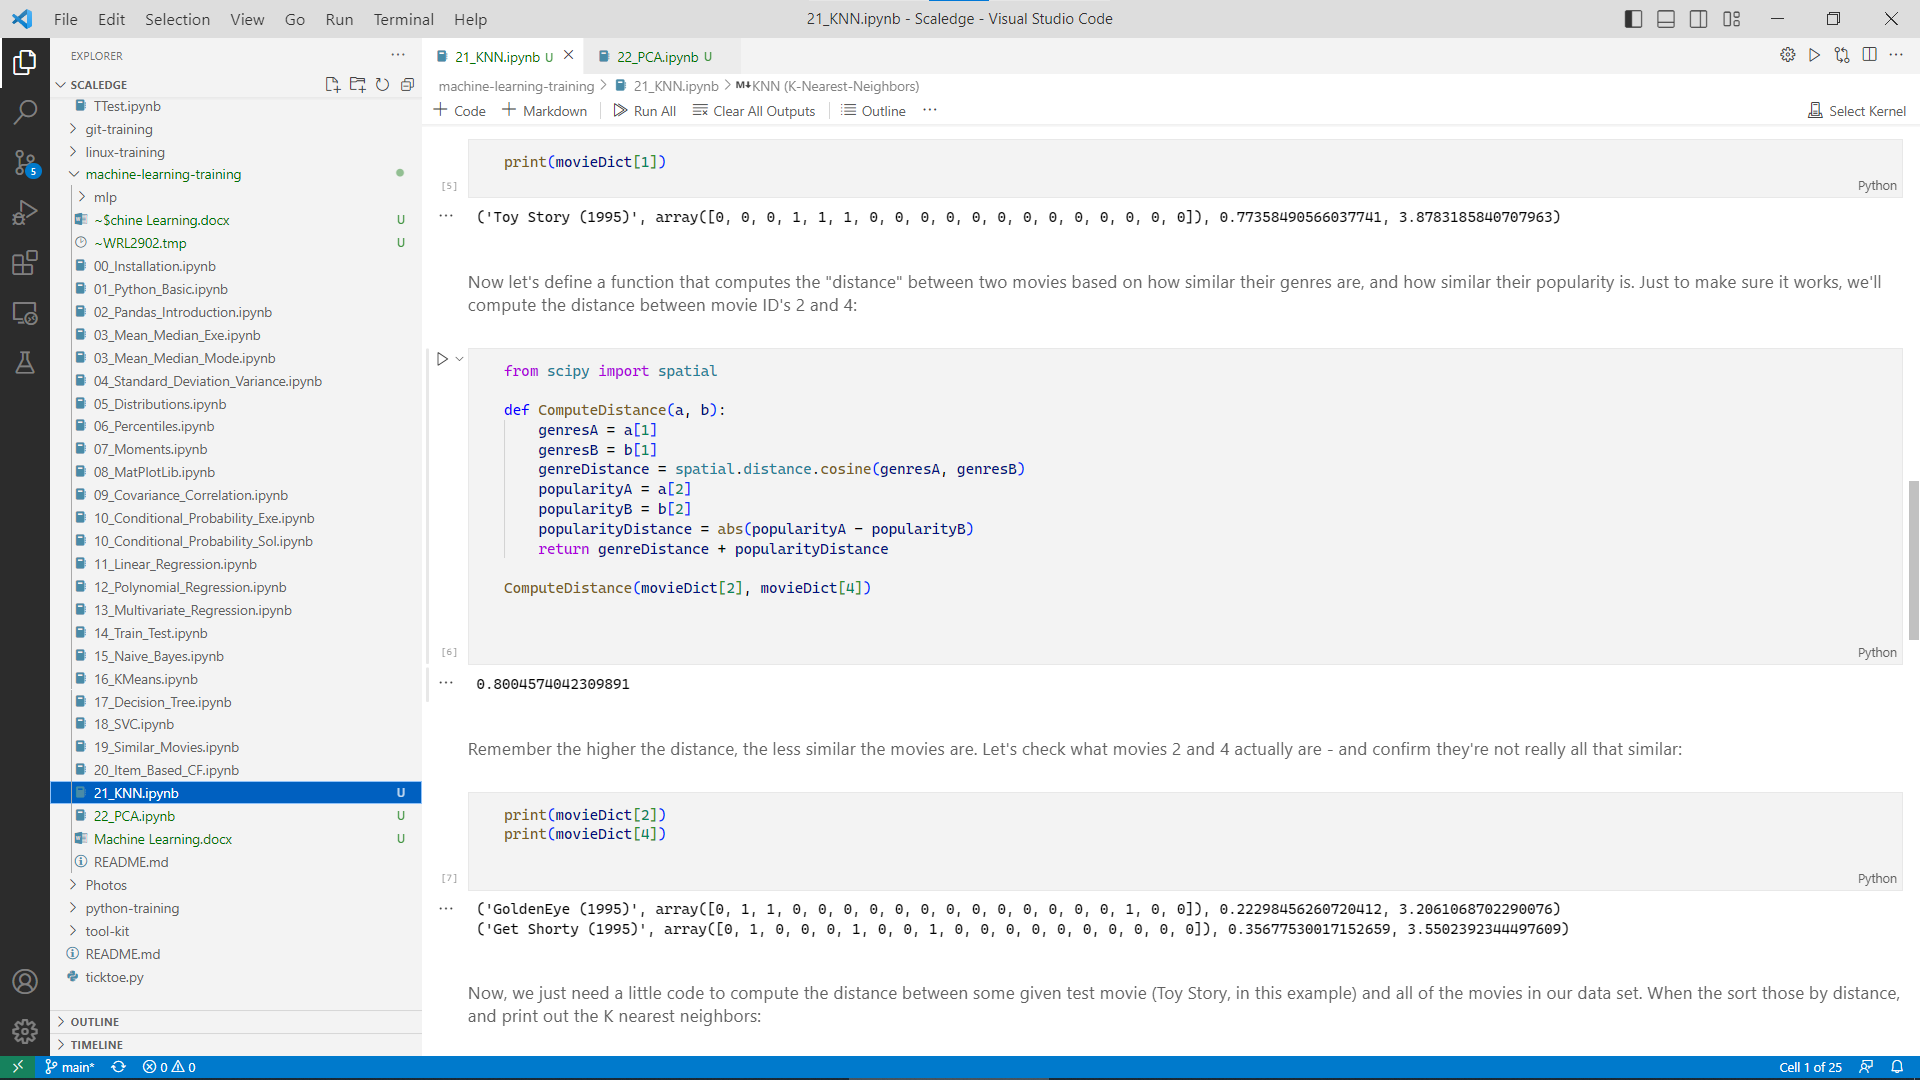 File Edit Selection View Go Run Terminal Help
21_KNN.ipynb - Scaledge - Visual Studio Code
EXPLORER
SCALEDGE
TTest.ipynb
git-training
linux-training
machine-learning-training
mlp
~$chine Learning.docx U
~WRL2902.tmp U
00_Installation.ipynb
01_Python_Basic.ipynb
02_Pandas_Introduction.ipynb
03_Mean_Median_Exe.ipynb
03_Mean_Median_Mode.ipynb
04_Standard_Deviation_Variance.ipynb
05_Distributions.ipynb
06_Percentiles.ipynb
07_Moments.ipynb
08_MatPlotLib.ipynb
09_Covariance_Correlation.ipynb
10_Conditional_Probability_Exe.ipynb
10_Conditional_Probability_Sol.ipynb
11_Linear_Regression.ipynb
12_Polynomial_Regression.ipynb
13_Multivariate_Regression.ipynb
14_Train_Test.ipynb
15_Naive_Bayes.ipynb
16_KMeans.ipynb
17_Decision_Tree.ipynb
18_SVC.ipynb
19_Similar_Movies.ipynb
20_Item_Based_CF.ipynb
21_KNN.ipynb U
22_PCA.ipynb U
Machine Learning.docx U
README.md
Photos
python-training
tool-kit
README.md
ticktoe.py
OUTLINE
TIMELINE
5
21_KNN.ipynb U
22_PCA.ipynb U
machine-learning-training > 21_KNN.ipynb > M↓KNN (K-Nearest-Neighbors)
+ Code + Markdown Run All Clear All Outputs Outline ···
Select Kernel
print(movieDict[1])
[5]
Python
('Toy Story (1995)', array([0, 0, 0, 1, 1, 1, 0, 0, 0, 0, 0, 0, 0, 0, 0, 0, 0, 0, 0]), 0.77358490566037741, 3.8783185840707963)
Now let's define a function that computes the "distance" between two movies based on how similar their genres are, and how similar their popularity is. Just to make sure it works, we'll
compute the distance between movie ID's 2 and 4:
from scipy import spatial
def ComputeDistance(a, b):
genresA = a[1]
genresB = b[1]
genreDistance = spatial.distance.cosine(genresA, genresB)
popularityA = a[2]
popularityB = b[2]
popularityDistance = abs(popularityA - popularityB)
return genreDistance + popularityDistance
ComputeDistance(movieDict[2], movieDict[4])
[6]
Python
0.8004574042309891
Remember the higher the distance, the less similar the movies are. Let's check what movies 2 and 4 actually are - and confirm they're not really all that similar:
print(movieDict[2])
print(movieDict[4])
[7]
Python
('GoldenEye (1995)', array([0, 1, 1, 0, 0, 0, 0, 0, 0, 0, 0, 0, 0, 0, 0, 0, 1, 0, 0]), 0.22298456260720412, 3.2061068702290076)
('Get Shorty (1995)', array([0, 1, 0, 0, 0, 1, 0, 0, 1, 0, 0, 0, 0, 0, 0, 0, 0, 0, 0]), 0.35677530017152659, 3.5502392344497609)
Now, we just need a little code to compute the distance between some given test movie (Toy Story, in this example) and all of the movies in our data set. When the sort those by distance,
and print out the K nearest neighbors:
main* 0 0
Cell 1 of 25